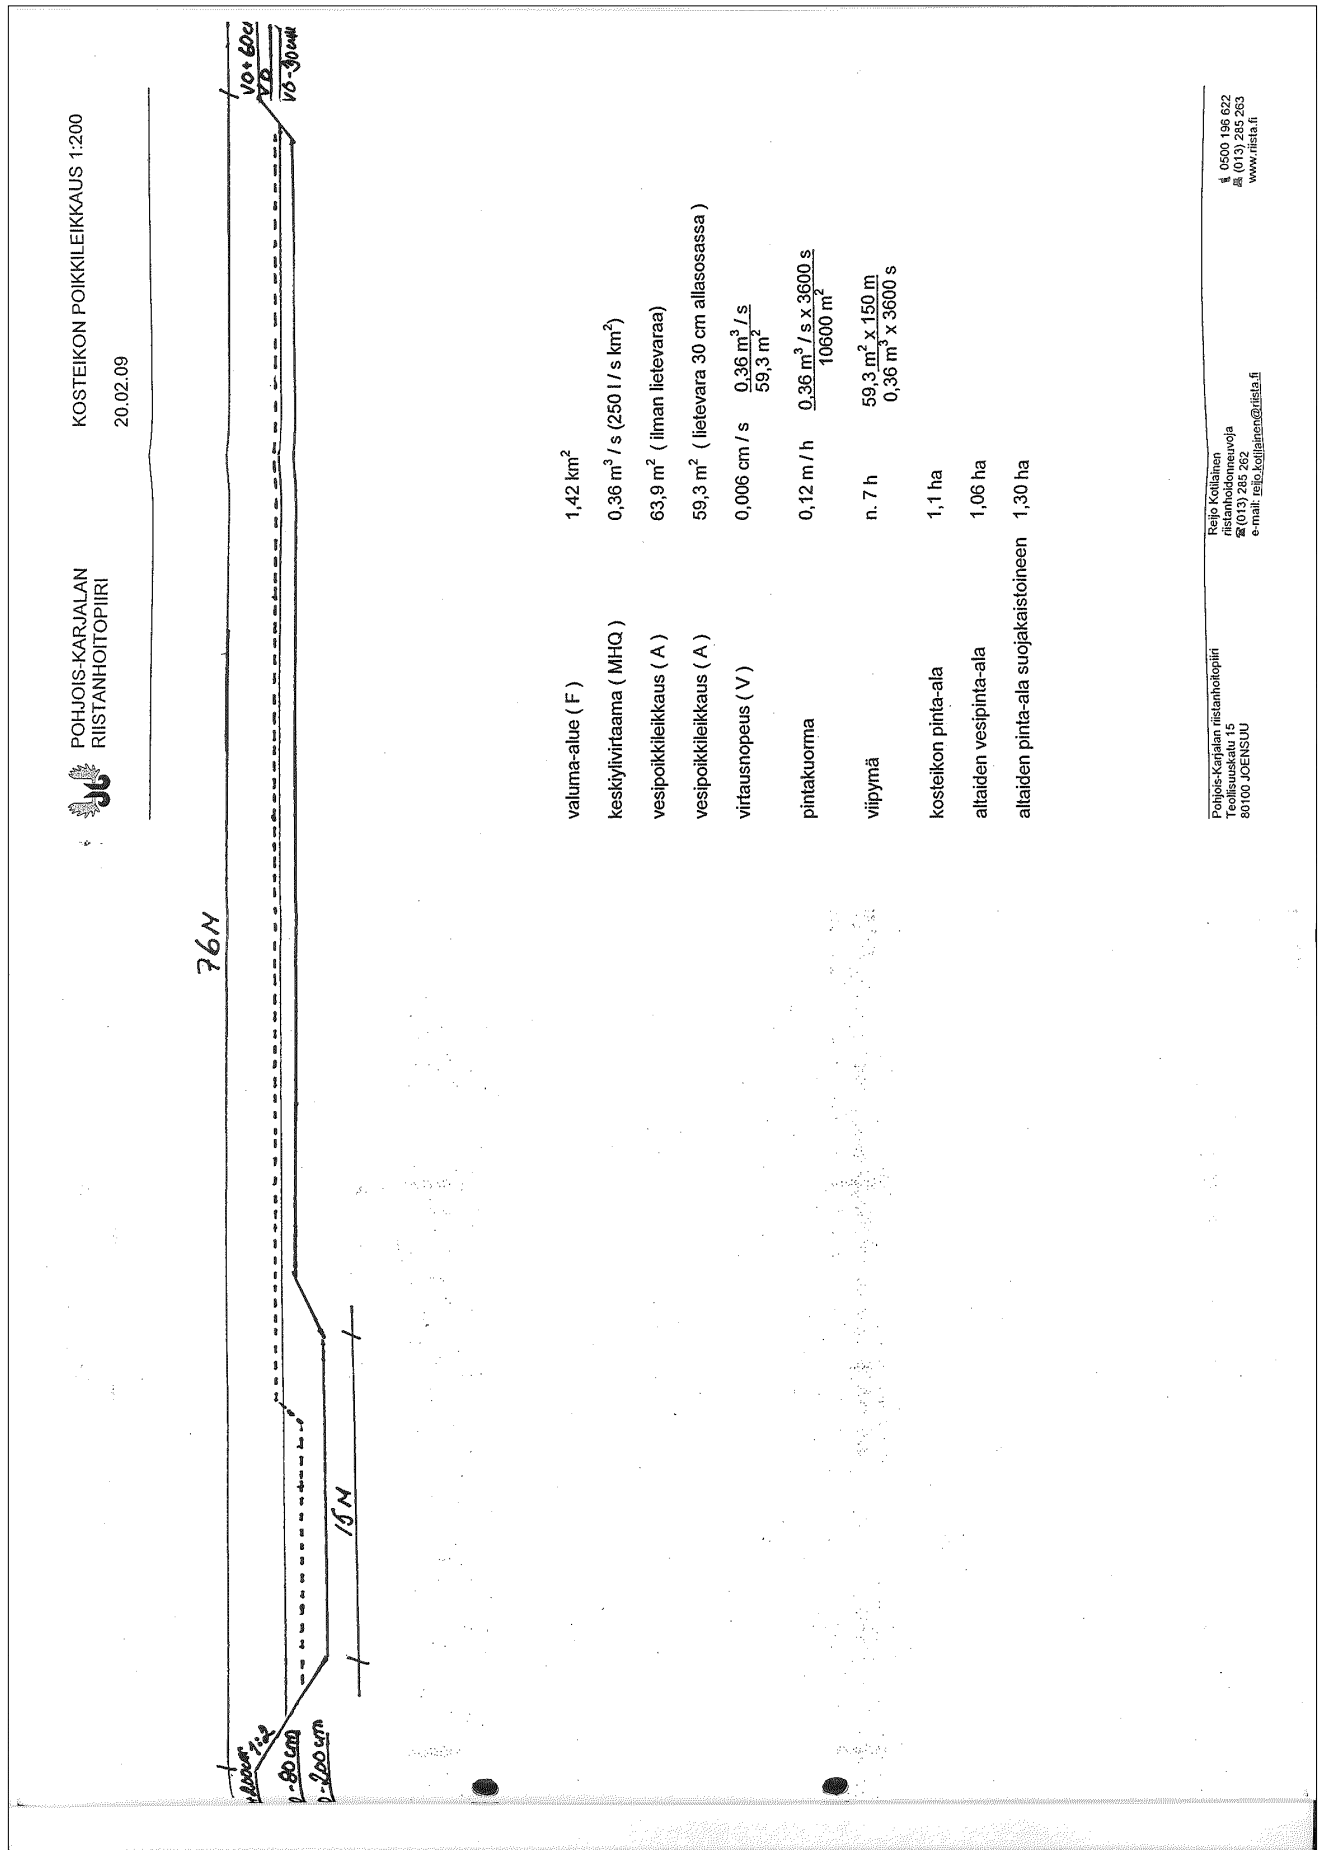 POHJOIS-KARJALAN
RIISTANHOITOPIIRI
KOSTEIKON POIKKILEIKKAUS 1:200
20.02.09
76 M
VO+60cm
VO
VO-30cm
1:2
-80cm
-200cm
15 M
valuma-alue ( F ) 1,42 km²
keskiylivirtaama ( MHQ ) 0,36 m³ / s (250 l / s km²)
vesipoikkileikkaus ( A ) 63,9 m² ( ilman lietevaraa)
vesipoikkileikkaus ( A ) 59,3 m² ( lietevara 30 cm allasosassa )
virtausnopeus ( V ) 0,006 cm / s 0,36 m³ / s
59,3 m²
pintakuorma 0,12 m / h 0,36 m³ / s x 3600 s
10600 m²
viipymä n. 7 h 59,3 m² x 150 m
0,36 m³ x 3600 s
kosteikon pinta-ala 1,1 ha
altaiden vesipinta-ala 1,06 ha
altaiden pinta-ala suojakaistoineen 1,30 ha
Pohjois-Karjalan riistanhoitopiiri
Teollisuuskatu 15
80100 JOENSUU
Reijo Kotilainen
riistanhoidonneuvoja
☎(013) 285 262
e-mail: reijo.kotilainen@riista.fi
0500 196 622
(013) 285 263
www.riista.fi